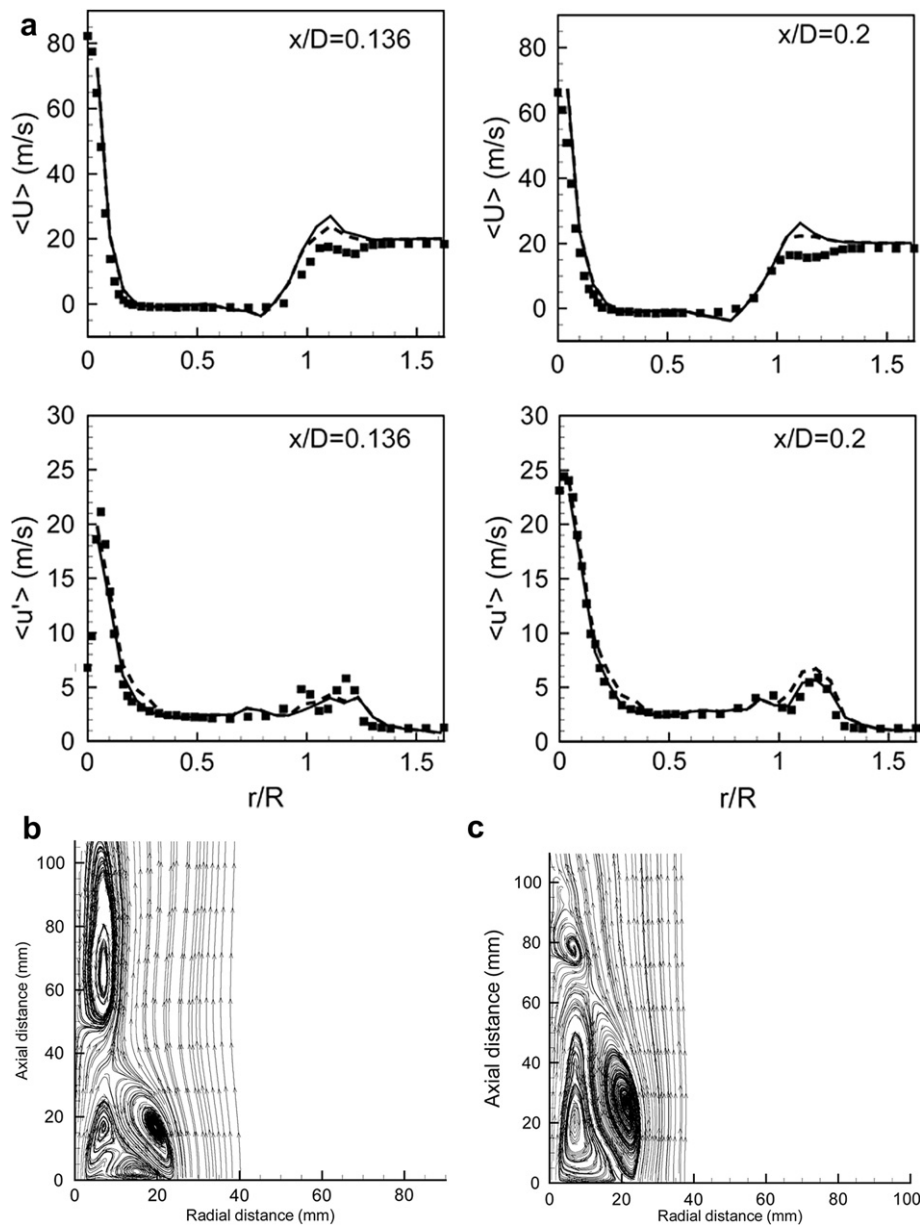 a
x/D=0.136
<U> (m/s)
80
60
40
20
0
0 0.5 1 1.5
x/D=0.2
<U> (m/s)
80
60
40
20
0
0 0.5 1 1.5
x/D=0.136
<u'> (m/s)
30
25
20
15
10
5
0
0 0.5 1 1.5
r/R
x/D=0.2
<u'> (m/s)
30
25
20
15
10
5
0
0 0.5 1 1.5
r/R
b
Axial distance (mm)
100
80
60
40
20
0
0 20 40 60 80
Radial distance (mm)
c
Axial distance (mm)
100
80
60
40
20
0
0 20 40 60 80 100
Radial distance (mm)